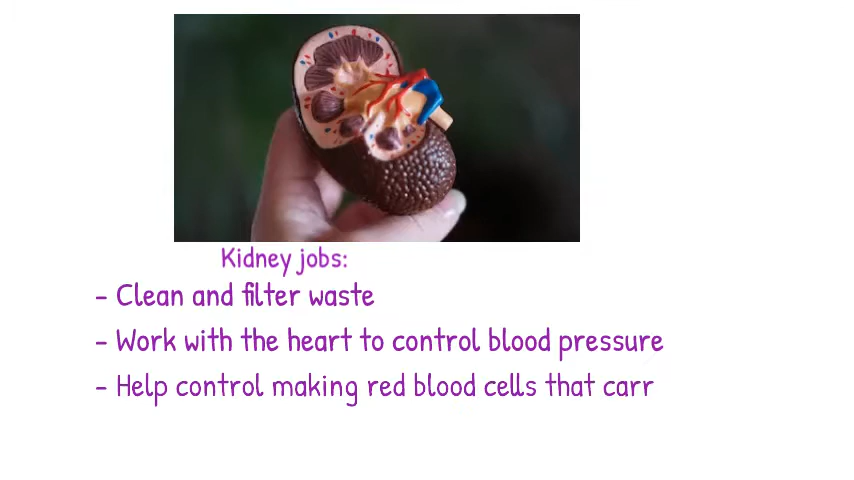 Kidney jobs:
- Clean and filter waste
- Work with the heart to control blood pressure
- Help control making red blood cells that carr